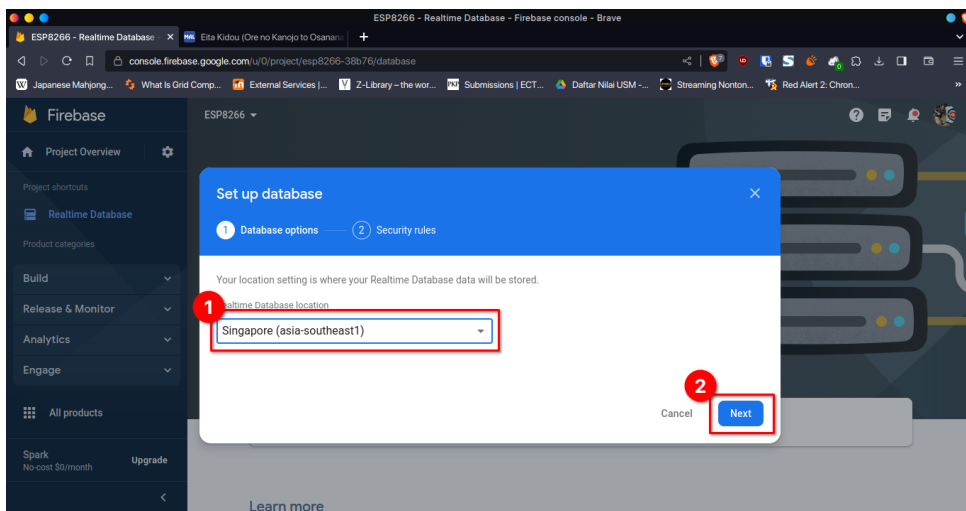 ESP8266 - Realtime Database - Firebase console - Brave
ESP8266 - Realtime Database -
MAL Eita Kidou (Ore no Kanojo to Osanana
console.firebase.google.com/u/0/project/esp8266-38b76/database
W Japanese Mahjong... What Is Grid Comp... External Services |... Z-Library – the wor... PKP Submissions | ECT... Daftar Nilai USM -... Streaming Nonton... Red Alert 2: Chron... »
Firebase
ESP8266
Project Overview
Project shortcuts
Realtime Database
Product categories
Build
Release & Monitor
Analytics
Engage
All products
Spark
No-cost $0/month
Upgrade
Set up database
1 Database options
2 Security rules
Your location setting is where your Realtime Database data will be stored.
1
Realtime Database location
Singapore (asia-southeast1)
2
Cancel
Next
Learn more